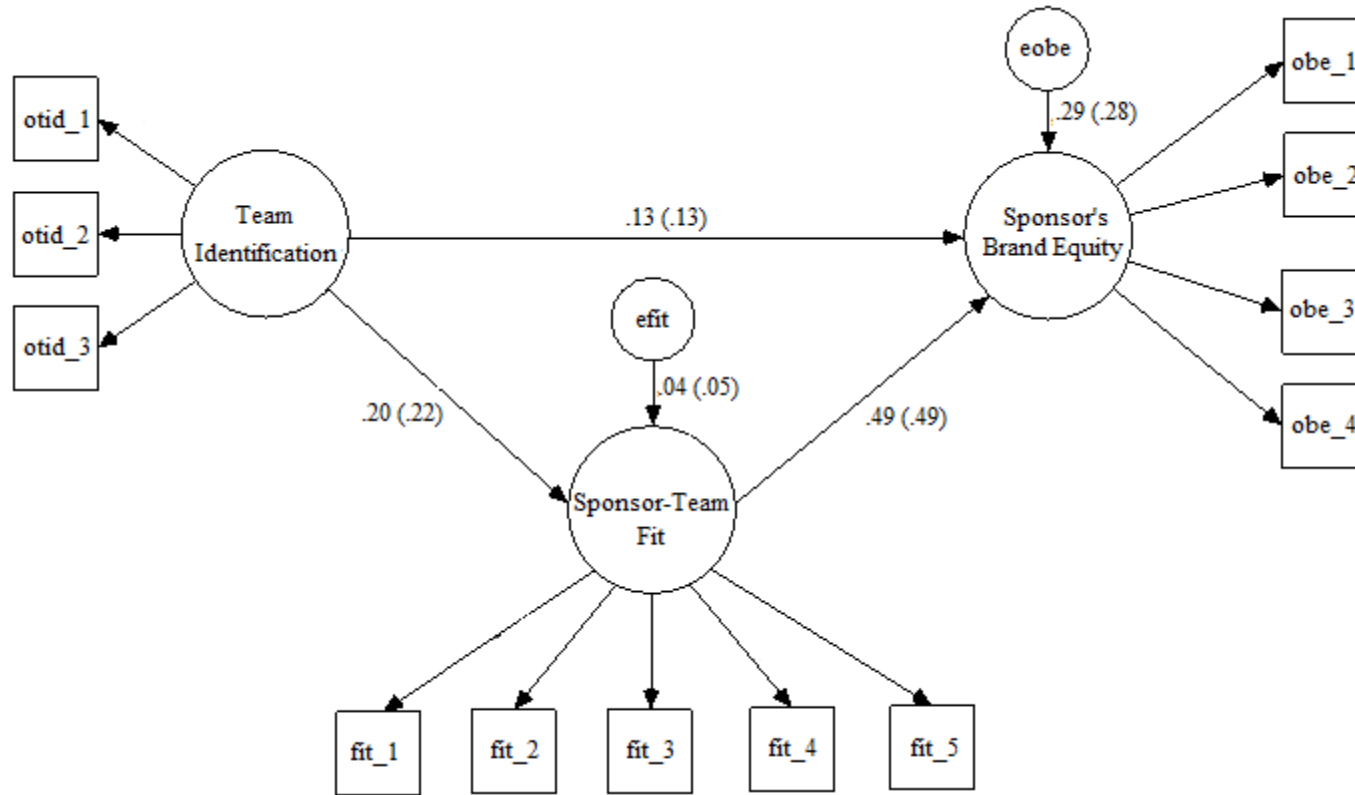 eobe
obe_1
otid_1
.29 (.28)
obe_2
Team
Identification
otid_2
.13 (.13)
Sponsor's
Brand Equity
efit
obe_3
otid_3
.04 (.05)
.20 (.22)
.49 (.49)
obe_4
Sponsor-Team
Fit
fit_1
fit_2
fit_3
fit_4
fit_5